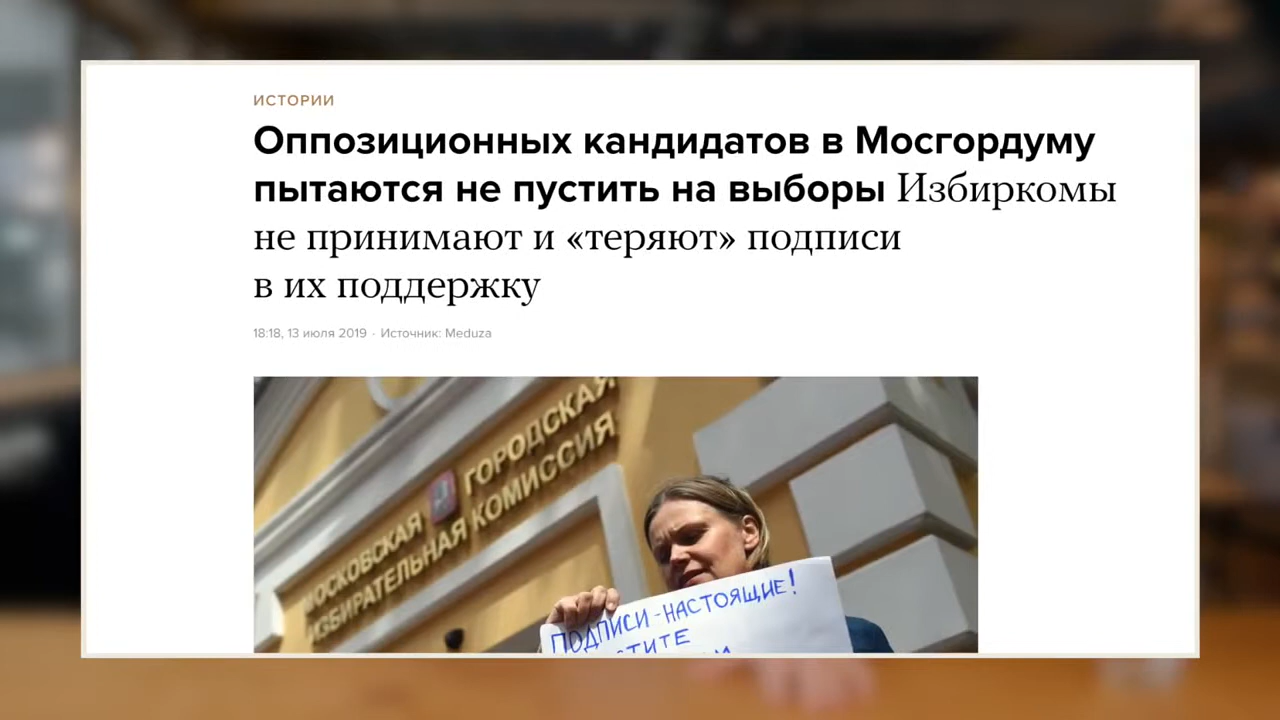 ИСТОРИИ
Оппозиционных кандидатов в Мосгордуму
пытаются не пустить на выборы Избиркомы
не принимают и «теряют» подписи
в их поддержку
18:18, 13 июля 2019 · Источник: Meduza
МОСКОВСКАЯ ГОРОДСКАЯ
ИЗБИРАТЕЛЬНАЯ КОМИССИЯ
ПОДПИСИ - НАСТОЯЩИЕ!